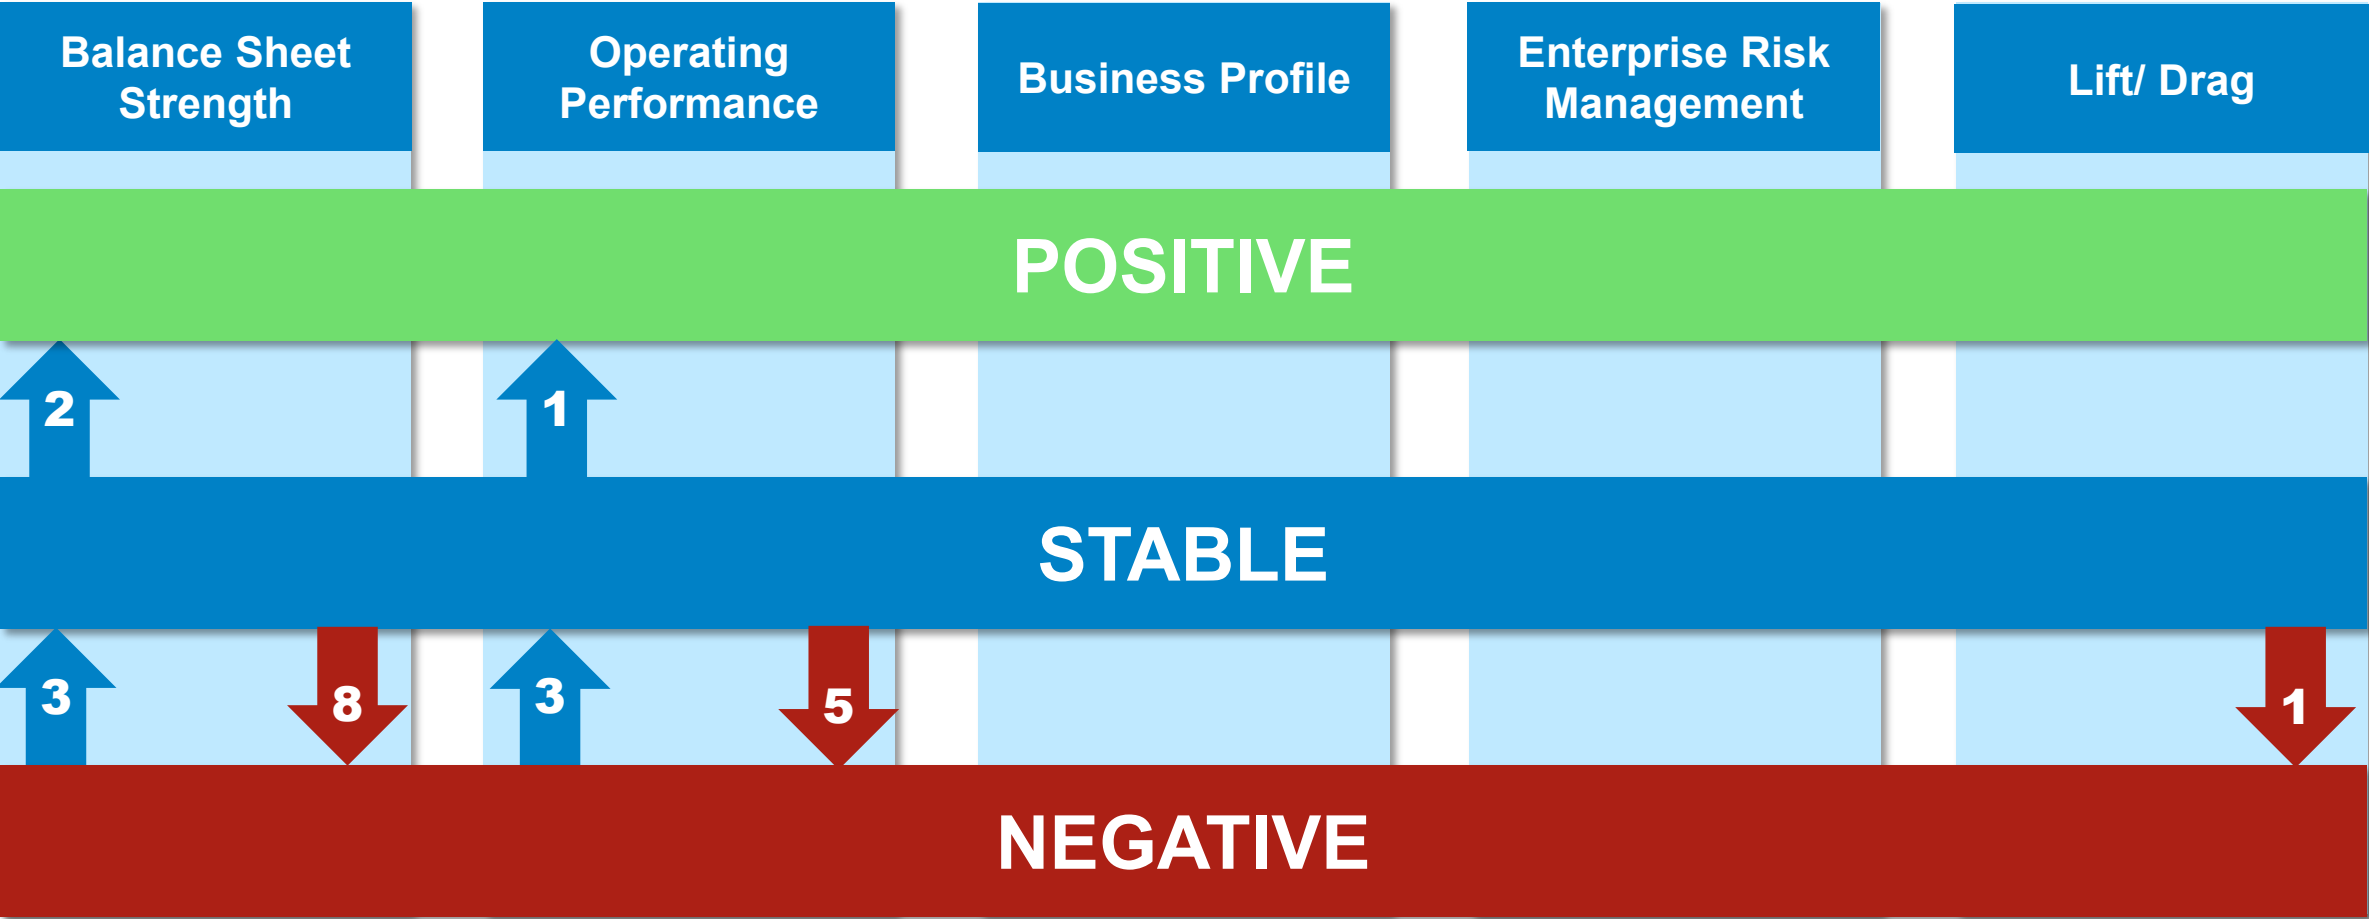 Balance Sheet
Strength
Operating
Performance
Business Profile
Enterprise Risk
Management
Lift/ Drag
POSITIVE
2
1
STABLE
3
8
3
5
1
NEGATIVE